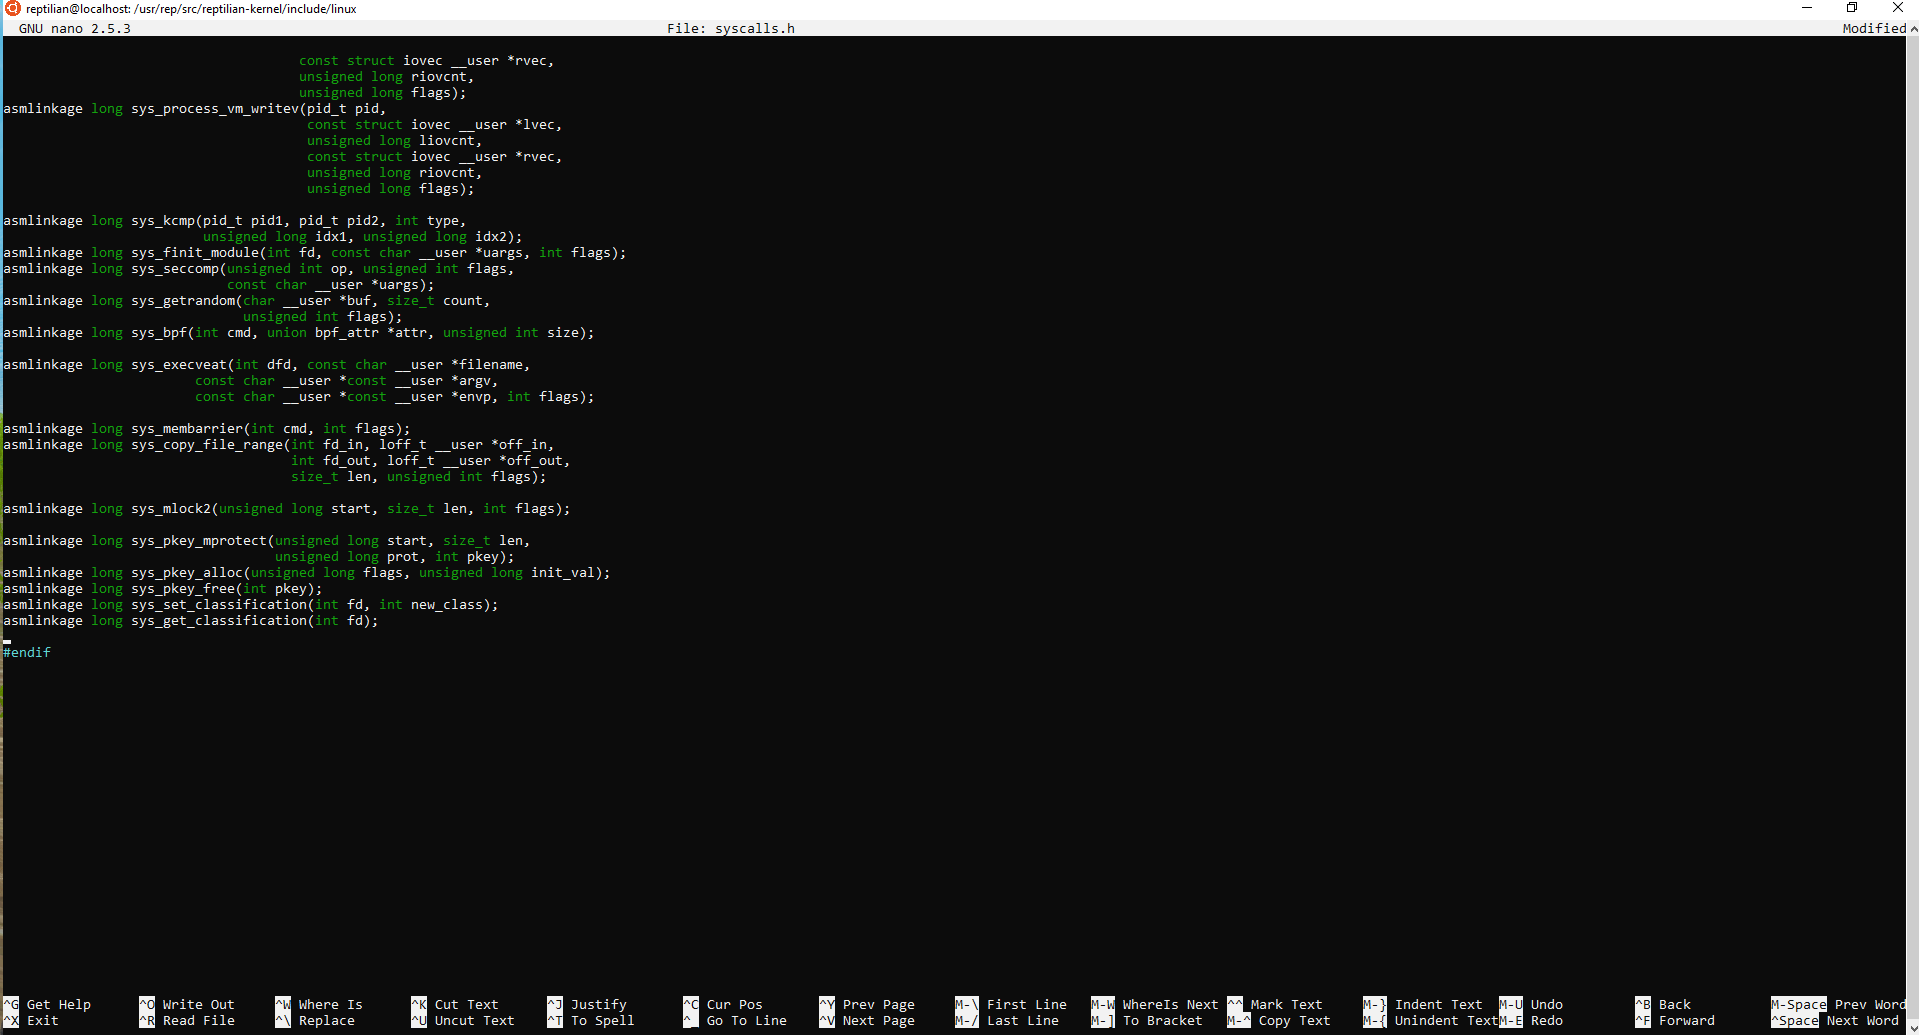 reptilian@localhost: /usr/rep/src/reptilian-kernel/include/linux
GNU nano 2.5.3 File: syscalls.h Modified
const struct iovec __user *rvec,
unsigned long riovcnt,
unsigned long flags);
asmlinkage long sys_process_vm_writev(pid_t pid,
const struct iovec __user *lvec,
unsigned long liovcnt,
const struct iovec __user *rvec,
unsigned long riovcnt,
unsigned long flags);
asmlinkage long sys_kcmp(pid_t pid1, pid_t pid2, int type,
unsigned long idx1, unsigned long idx2);
asmlinkage long sys_finit_module(int fd, const char __user *uargs, int flags);
asmlinkage long sys_seccomp(unsigned int op, unsigned int flags,
const char __user *uargs);
asmlinkage long sys_getrandom(char __user *buf, size_t count,
unsigned int flags);
asmlinkage long sys_bpf(int cmd, union bpf_attr *attr, unsigned int size);
asmlinkage long sys_execveat(int dfd, const char __user *filename,
const char __user *const __user *argv,
const char __user *const __user *envp, int flags);
asmlinkage long sys_membarrier(int cmd, int flags);
asmlinkage long sys_copy_file_range(int fd_in, loff_t __user *off_in,
int fd_out, loff_t __user *off_out,
size_t len, unsigned int flags);
asmlinkage long sys_mlock2(unsigned long start, size_t len, int flags);
asmlinkage long sys_pkey_mprotect(unsigned long start, size_t len,
unsigned long prot, int pkey);
asmlinkage long sys_pkey_alloc(unsigned long flags, unsigned long init_val);
asmlinkage long sys_pkey_free(int pkey);
asmlinkage long sys_set_classification(int fd, int new_class);
asmlinkage long sys_get_classification(int fd);
#endif
^G Get Help ^O Write Out ^W Where Is ^K Cut Text ^J Justify ^C Cur Pos ^Y Prev Page M-\ First Line M-W WhereIs Next ^^ Mark Text M-} Indent Text M-U Undo ^B Back M-Space Prev Word
^X Exit ^R Read File ^\ Replace ^U Uncut Text ^T To Spell ^_ Go To Line ^V Next Page M-/ Last Line M-] To Bracket M-^ Copy Text M-{ Unindent Text M-E Redo ^F Forward ^Space Next Word